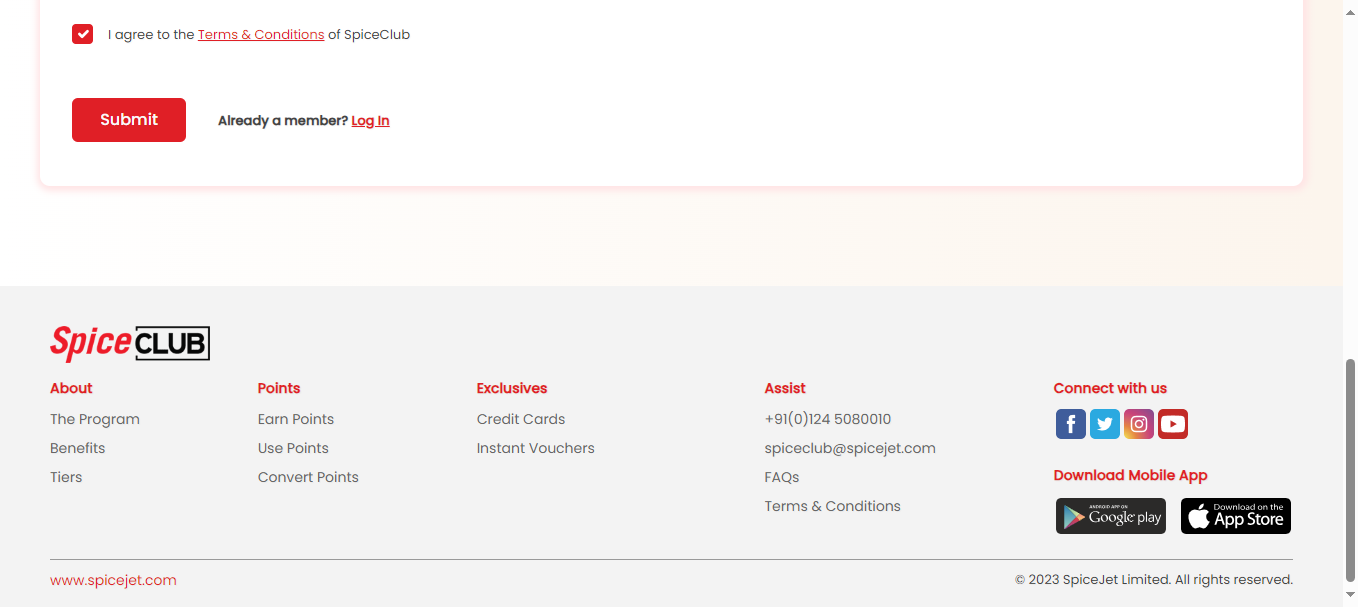 I agree to the Terms & Conditions of SpiceClub
Submit
Already a member? Log In
Spice CLUB
About
The Program
Benefits
Tiers
Points
Earn Points
Use Points
Convert Points
Exclusives
Credit Cards
Instant Vouchers
Assist
+91(0)124 5080010
spiceclub@spicejet.com
FAQs
Terms & Conditions
Connect with us
Download Mobile App
ANDROID APP ON
Google play
Download on the
App Store
www.spicejet.com
© 2023 SpiceJet Limited. All rights reserved.